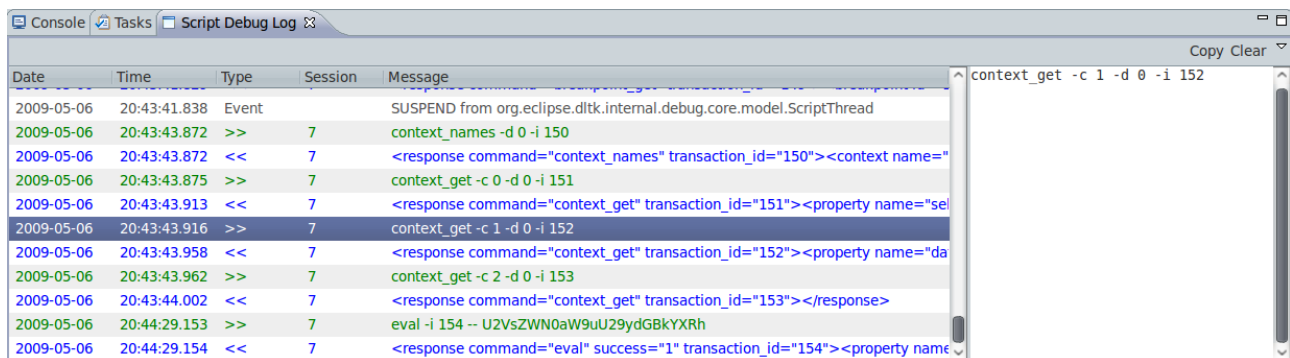 Console Tasks Script Debug Log
Copy Clear
Date Time Type Session Message
context_get -c 1 -d 0 -i 152
2009-05-06 20:43:41.838 Event SUSPEND from org.eclipse.dltk.internal.debug.core.model.ScriptThread
2009-05-06 20:43:43.872 >> 7 context_names -d 0 -i 150
2009-05-06 20:43:43.872 << 7 <response command="context_names" transaction_id="150"><context name="
2009-05-06 20:43:43.875 >> 7 context_get -c 0 -d 0 -i 151
2009-05-06 20:43:43.913 << 7 <response command="context_get" transaction_id="151"><property name="sel
2009-05-06 20:43:43.916 >> 7 context_get -c 1 -d 0 -i 152
2009-05-06 20:43:43.958 << 7 <response command="context_get" transaction_id="152"><property name="da
2009-05-06 20:43:43.962 >> 7 context_get -c 2 -d 0 -i 153
2009-05-06 20:43:44.002 << 7 <response command="context_get" transaction_id="153"></response>
2009-05-06 20:44:29.153 >> 7 eval -i 154 -- U2VsZWN0aW9uU29ydGBkYXRh
2009-05-06 20:44:29.154 << 7 <response command="eval" success="1" transaction_id="154"><property name